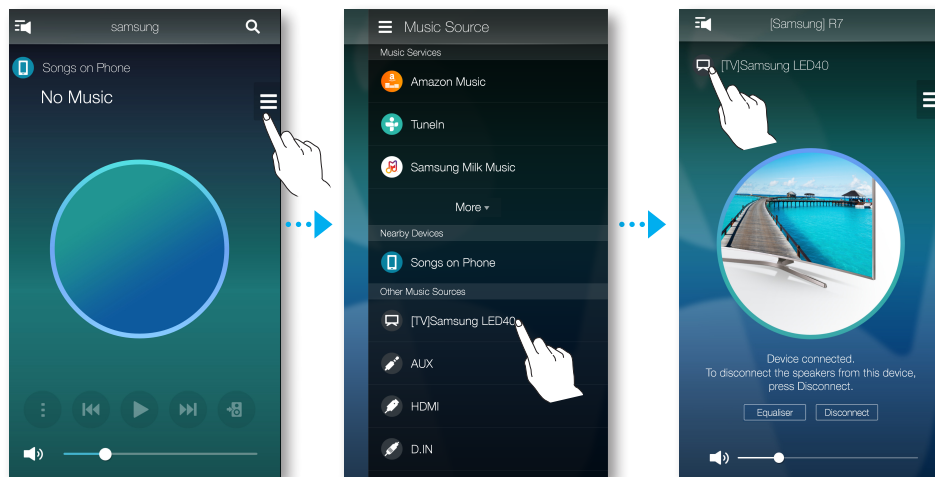 samsung
Songs on Phone
No Music
Music Source
Music Services
a
Amazon Music
TuneIn
Samsung Milk Music
More
Nearby Devices
Songs on Phone
Other Music Sources
[TV]Samsung LED40
AUX
HDMI
D.IN
[Samsung] R7
[TV]Samsung LED40
Device connected.
To disconnect the speakers from this device,
press Disconnect.
Equaliser Disconnect